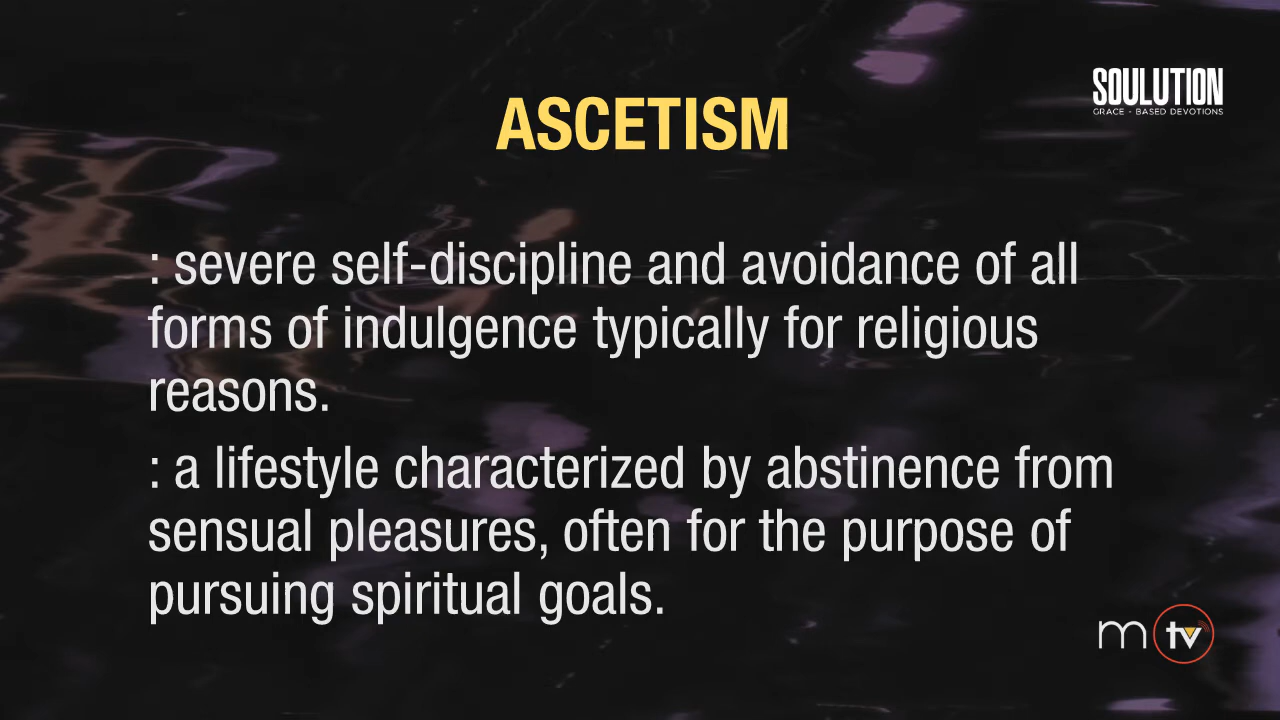 SOULUTION
GRACE - BASED DEVOTIONS
ASCETISM
: severe self-discipline and avoidance of all
forms of indulgence typically for religious
reasons.
: a lifestyle characterized by abstinence from
sensual pleasures, often for the purpose of
pursuing spiritual goals.
m tv